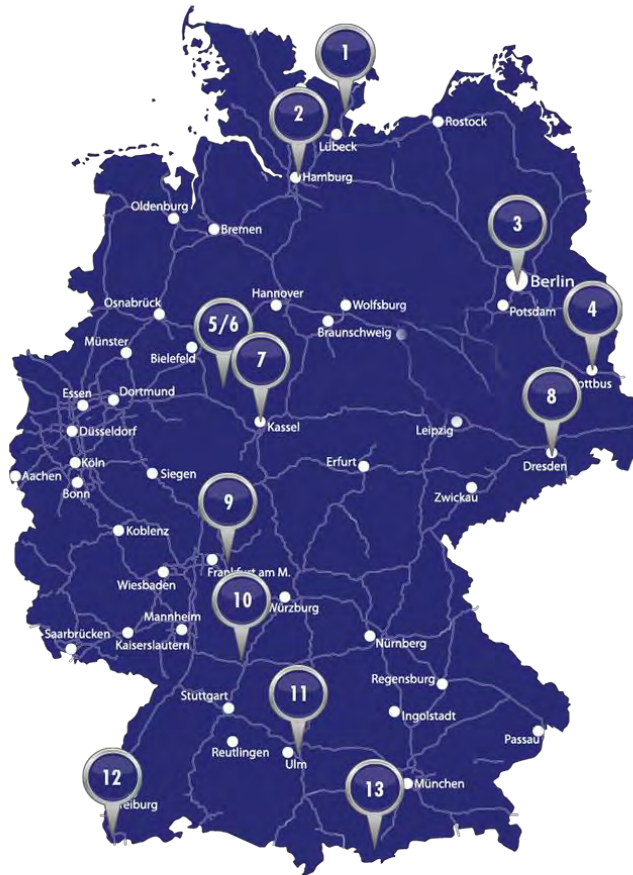 1
2
Rostock
Lübeck
Hamburg
Oldenburg
Bremen
3
Berlin
Hannover
Wolfsburg
Potsdam
4
Osnabrück
5/6
Braunschweig
Münster
Bielefeld
7
ottbus
Essen
Dortmund
8
Düsseldorf
Kassel
Leipzig
Köln
Erfurt
Dresden
Aachen
Siegen
Bonn
Zwickau
9
Koblenz
Frankfurt am M.
Wiesbaden
10
Würzburg
Mannheim
Saarbrücken
Kaiserslautern
Nürnberg
Regensburg
11
Stuttgart
Ingolstadt
Passau
Reutlingen
Ulm
12
13
München
eiburg